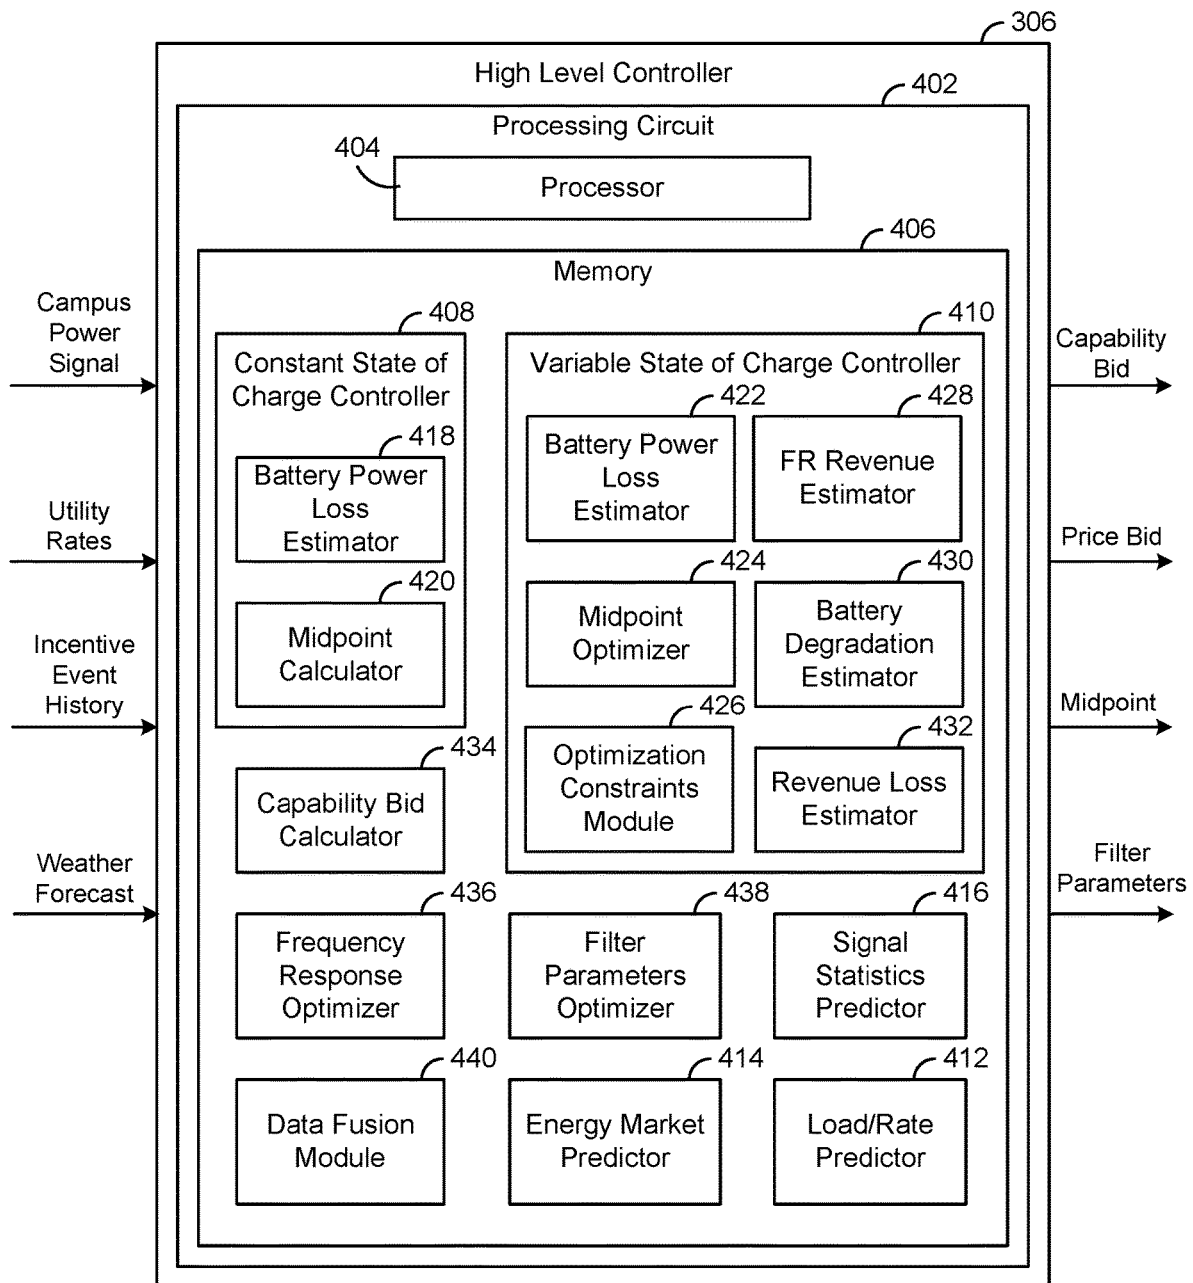 306
High Level Controller
402
Processing Circuit
404
Processor
406
Memory
Campus
Power
Signal
Utility
Rates
Incentive
Event
History
Weather
Forecast
408
Constant State of
Charge Controller
418
Battery Power
Loss
Estimator
420
Midpoint
Calculator
410
Variable State of Charge Controller
422
Battery Power
Loss
Estimator
428
FR Revenue
Estimator
424
Midpoint
Optimizer
430
Battery
Degradation
Estimator
426
Optimization
Constraints
Module
432
Revenue Loss
Estimator
434
Capability Bid
Calculator
436
Frequency
Response
Optimizer
438
Filter
Parameters
Optimizer
416
Signal
Statistics
Predictor
440
Data Fusion
Module
414
Energy Market
Predictor
412
Load/Rate
Predictor
Capability
Bid
Price Bid
Midpoint
Filter
Parameters